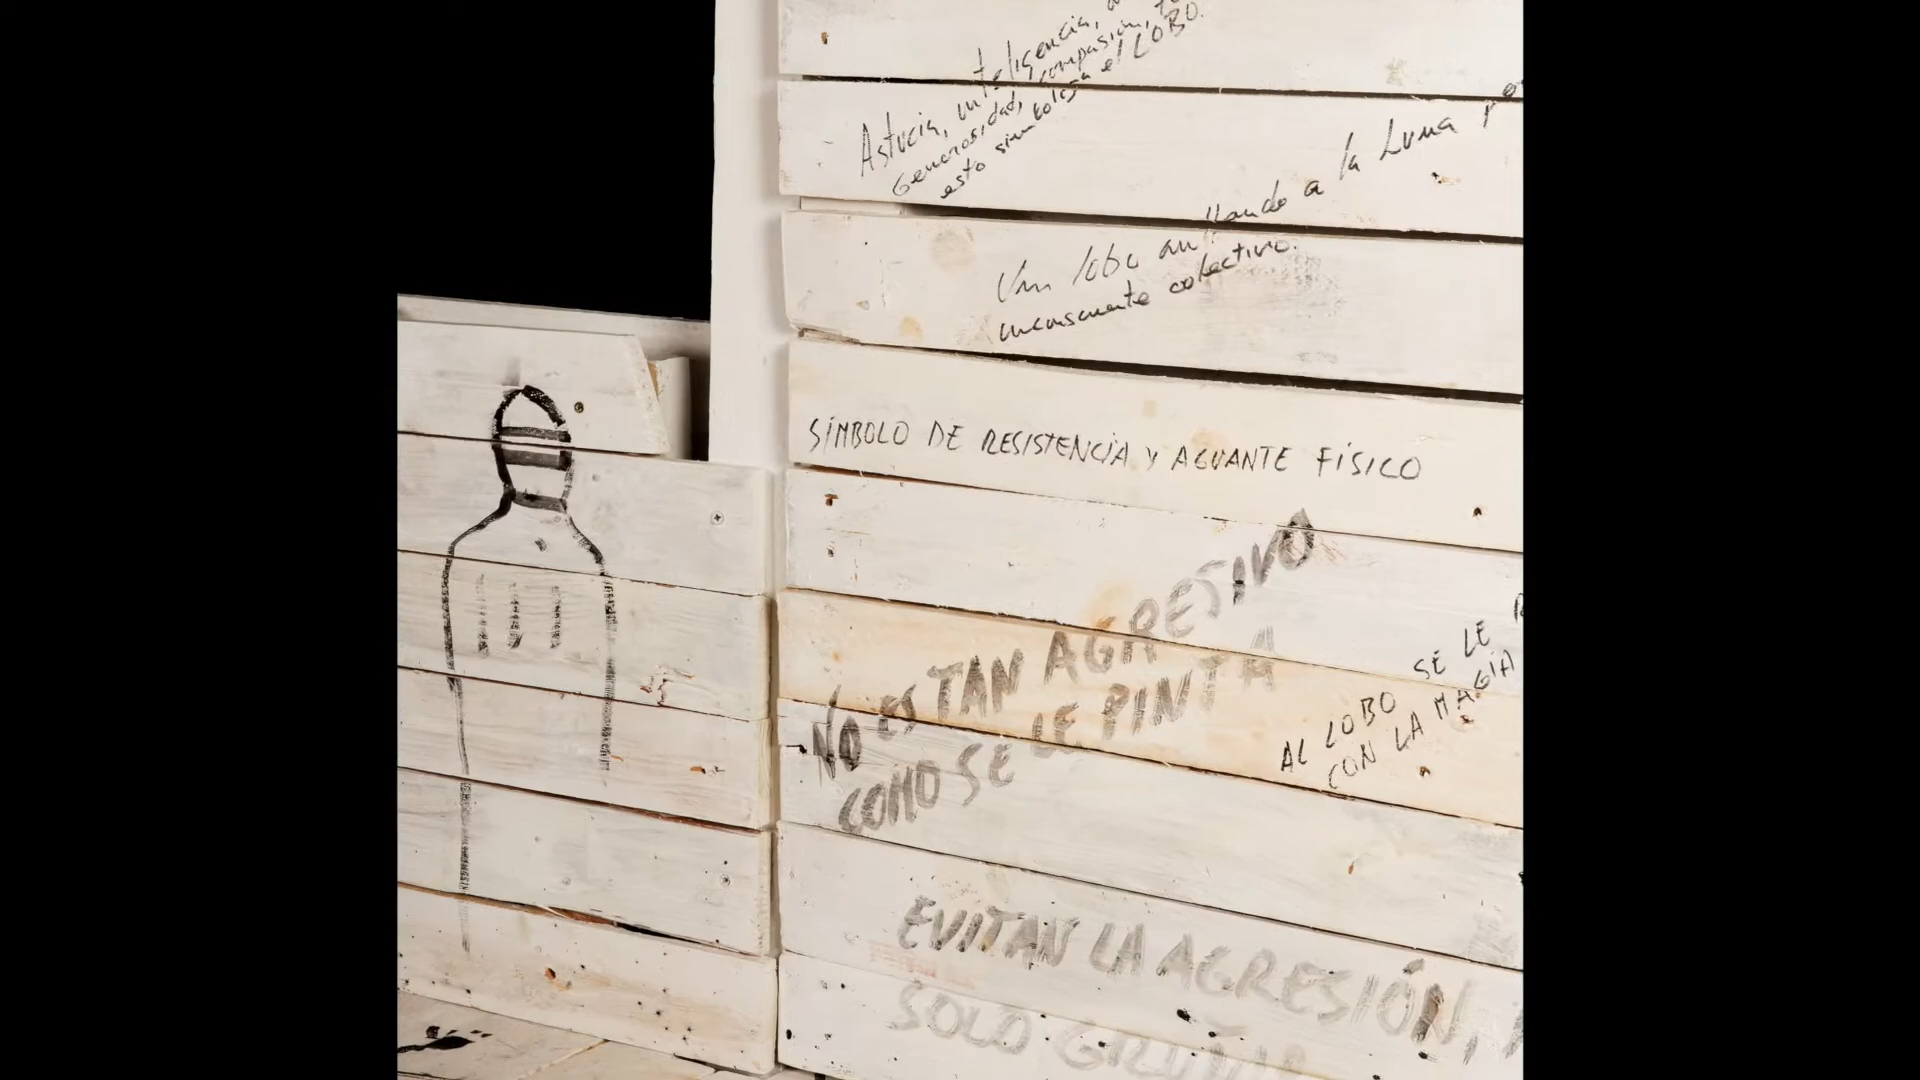 Astucia, inteligencia,
Generosidad, compasión,
esto simboliza el LOBO.
Un lobo aullando a la Luna
inconsciente colectivo.
SÍMBOLO DE RESISTENCIA Y AGUANTE FÍSICO
NO ES TAN AGRESIVO
COMO SE LE PINTA
AL LOBO SE LE
CON LA MAGIA
EVITAN LA AGRESIÓN,
SOLO